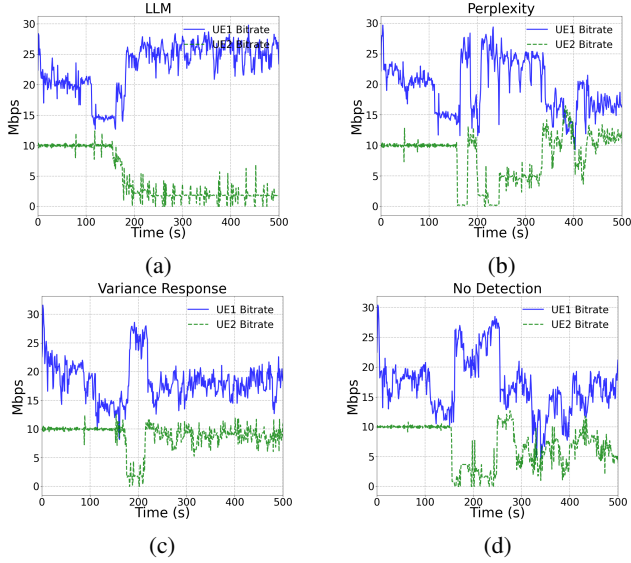 LLM
UE1 Bitrate
UE2 Bitrate
Mbps
30
25
20
15
10
5
0
0 100 200 300 400 500
Time (s)
(a)
Perplexity
UE1 Bitrate
UE2 Bitrate
Mbps
30
25
20
15
10
5
0
0 100 200 300 400 500
Time (s)
(b)
Variance Response
UE1 Bitrate
UE2 Bitrate
Mbps
30
25
20
15
10
5
0
0 100 200 300 400 500
Time (s)
(c)
No Detection
UE1 Bitrate
UE2 Bitrate
Mbps
30
25
20
15
10
5
0
0 100 200 300 400 500
Time (s)
(d)